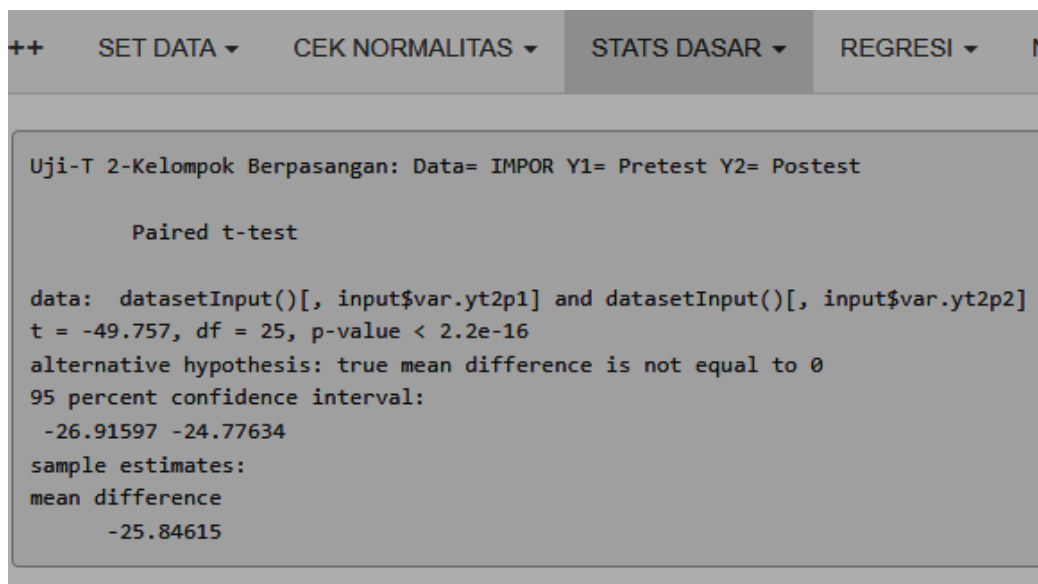 ++ SET DATA CEK NORMALITAS STATS DASAR REGRESI
Uji-T 2-Kelompok Berpasangan: Data= IMPOR Y1= Pretest Y2= Postest
Paired t-test
data:  datasetInput()[, input$var.yt2p1] and datasetInput()[, input$var.yt2p2]
t = -49.757, df = 25, p-value < 2.2e-16
alternative hypothesis: true mean difference is not equal to 0
95 percent confidence interval:
-26.91597 -24.77634
sample estimates:
mean difference
-25.84615